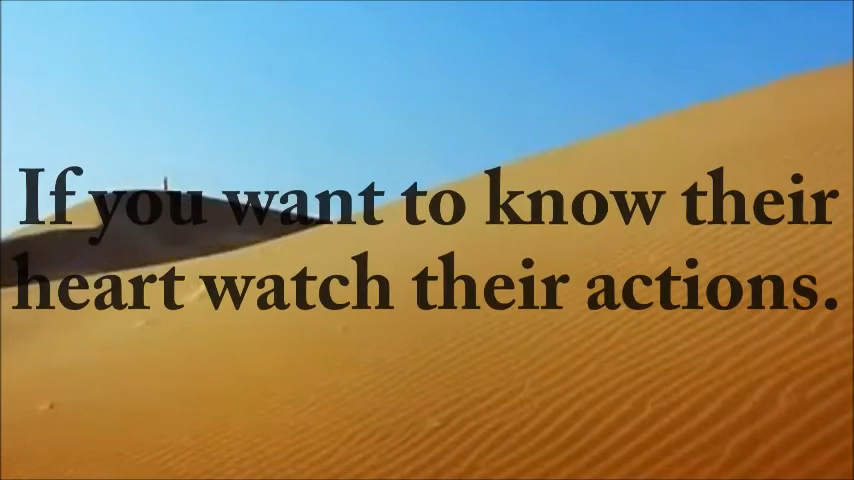 If you want to know their
heart watch their actions.